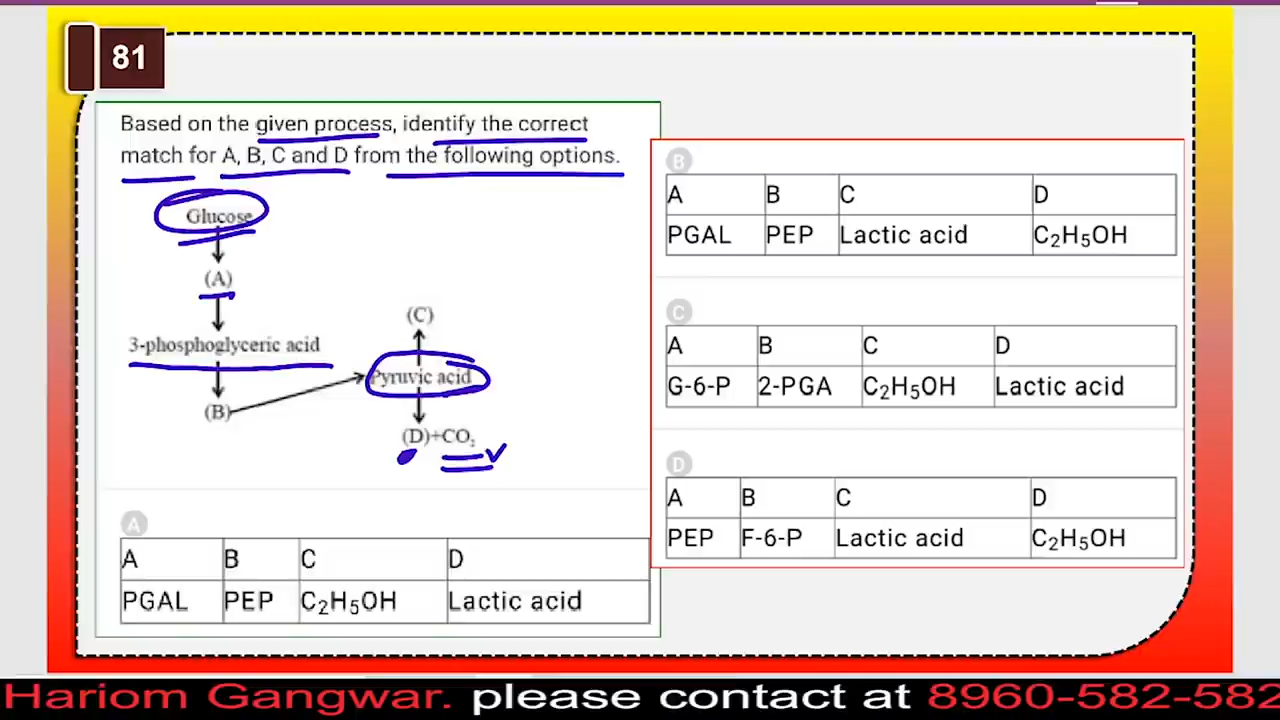 81
Based on the given process, identify the correct
match for A, B, C and D from the following options.
Glucose
(A)
3-phosphoglyceric acid
(B)
(C)
Pyruvic acid
(D)+CO₂
A
A B C D
PGAL PEP C₂H₅OH Lactic acid
B
A B C D
PGAL PEP Lactic acid C₂H₅OH
C
A B C D
G-6-P 2-PGA C₂H₅OH Lactic acid
D
A B C D
PEP F-6-P Lactic acid C₂H₅OH
Hariom Gangwar. please contact at 8960-582-582